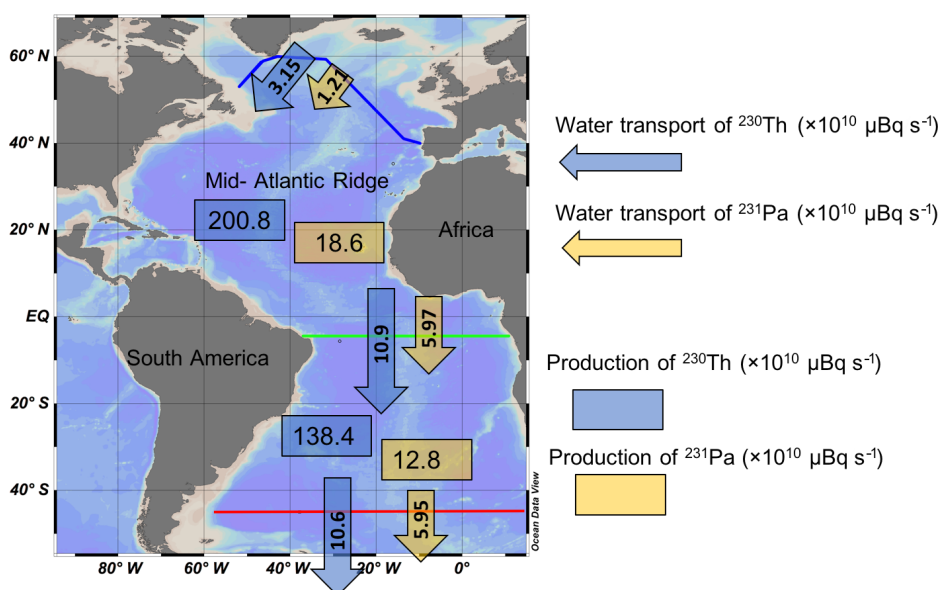 60° N
3.15
1.21
40° N
Mid- Atlantic Ridge
200.8
18.6
20° N
Africa
EQ
10.9
5.97
South America
20° S
138.4
12.8
40° S
10.6
5.95
80° W
60° W
40° W
20° W
0°
Ocean Data View
Water transport of ²³⁰Th (×10¹⁰ µBq s⁻¹)
Water transport of ²³¹Pa (×10¹⁰ µBq s⁻¹)
Production of ²³⁰Th (×10¹⁰ µBq s⁻¹)
Production of ²³¹Pa (×10¹⁰ µBq s⁻¹)